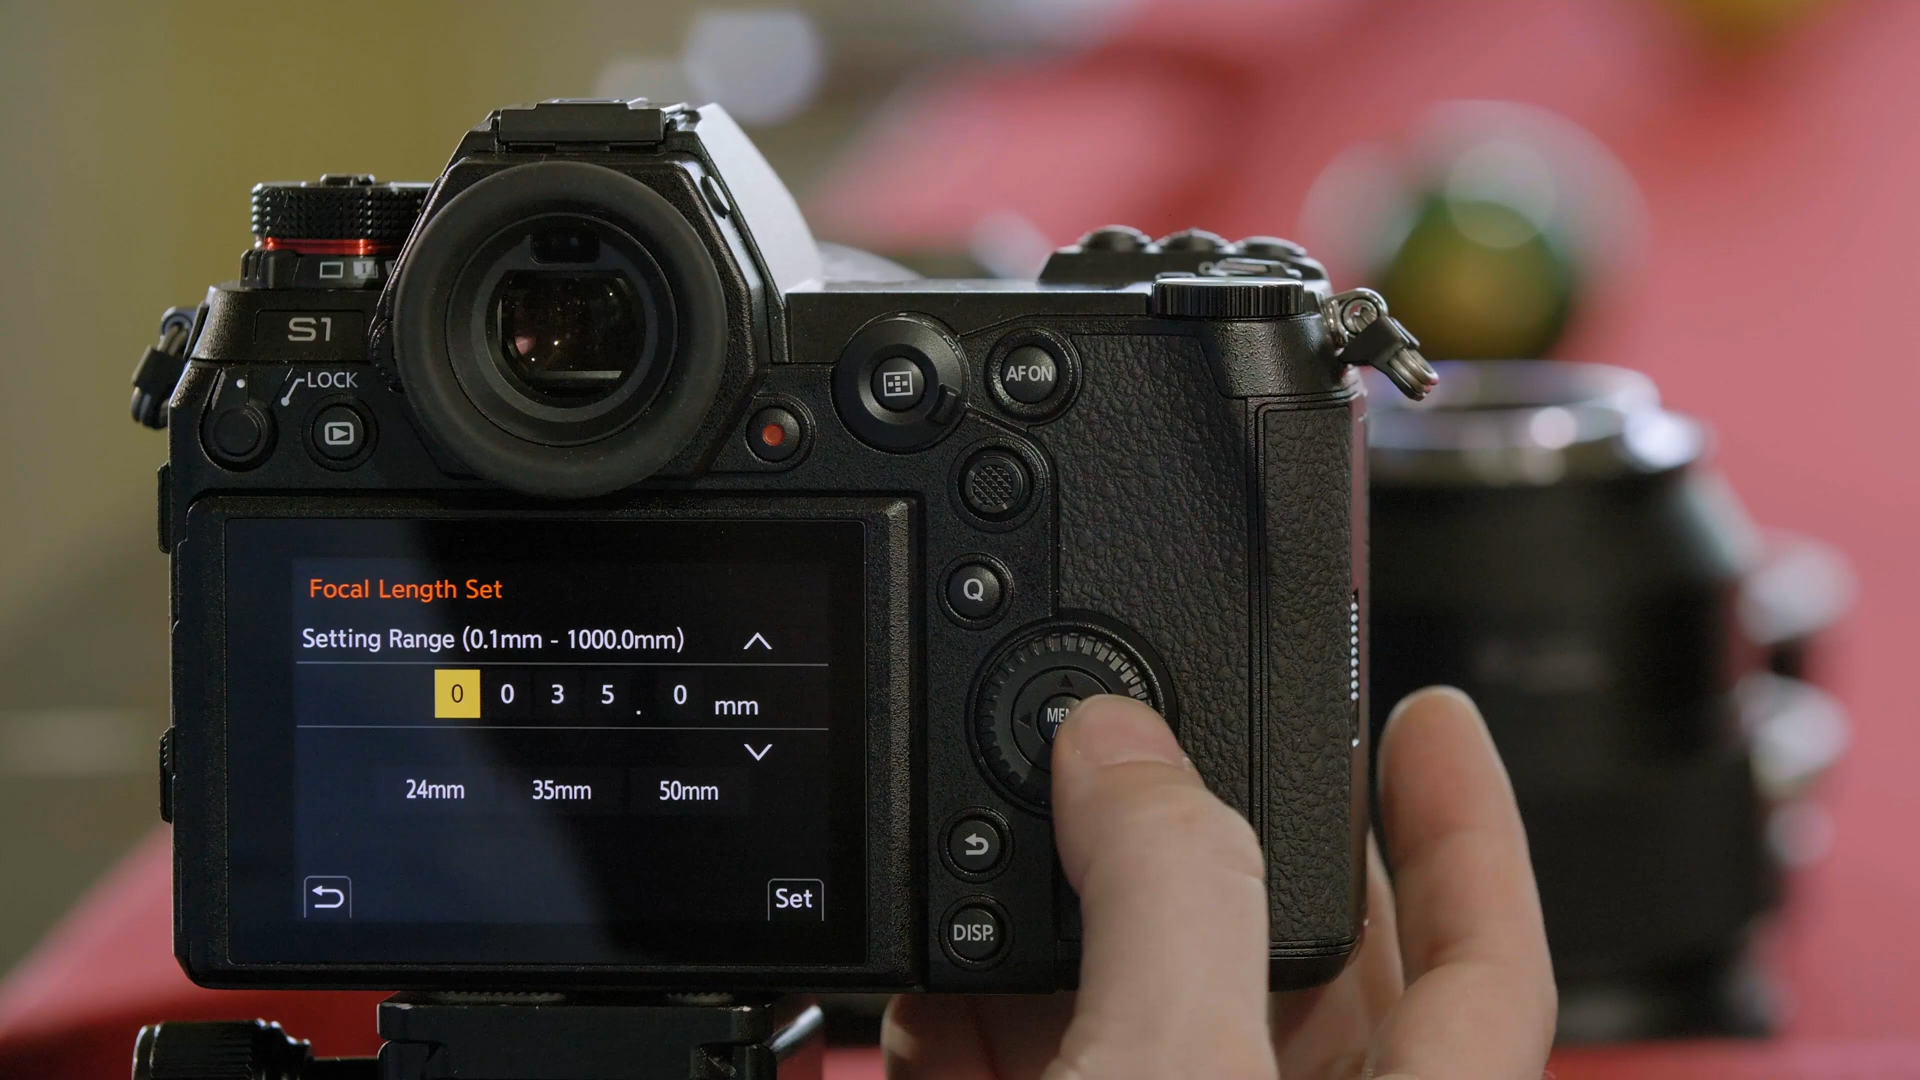 S1
LOCK
AF ON
Q
Focal Length Set
Setting Range (0.1mm - 1000.0mm)
0 0 3 5 . 0 mm
24mm 35mm 50mm
Set
DISP.